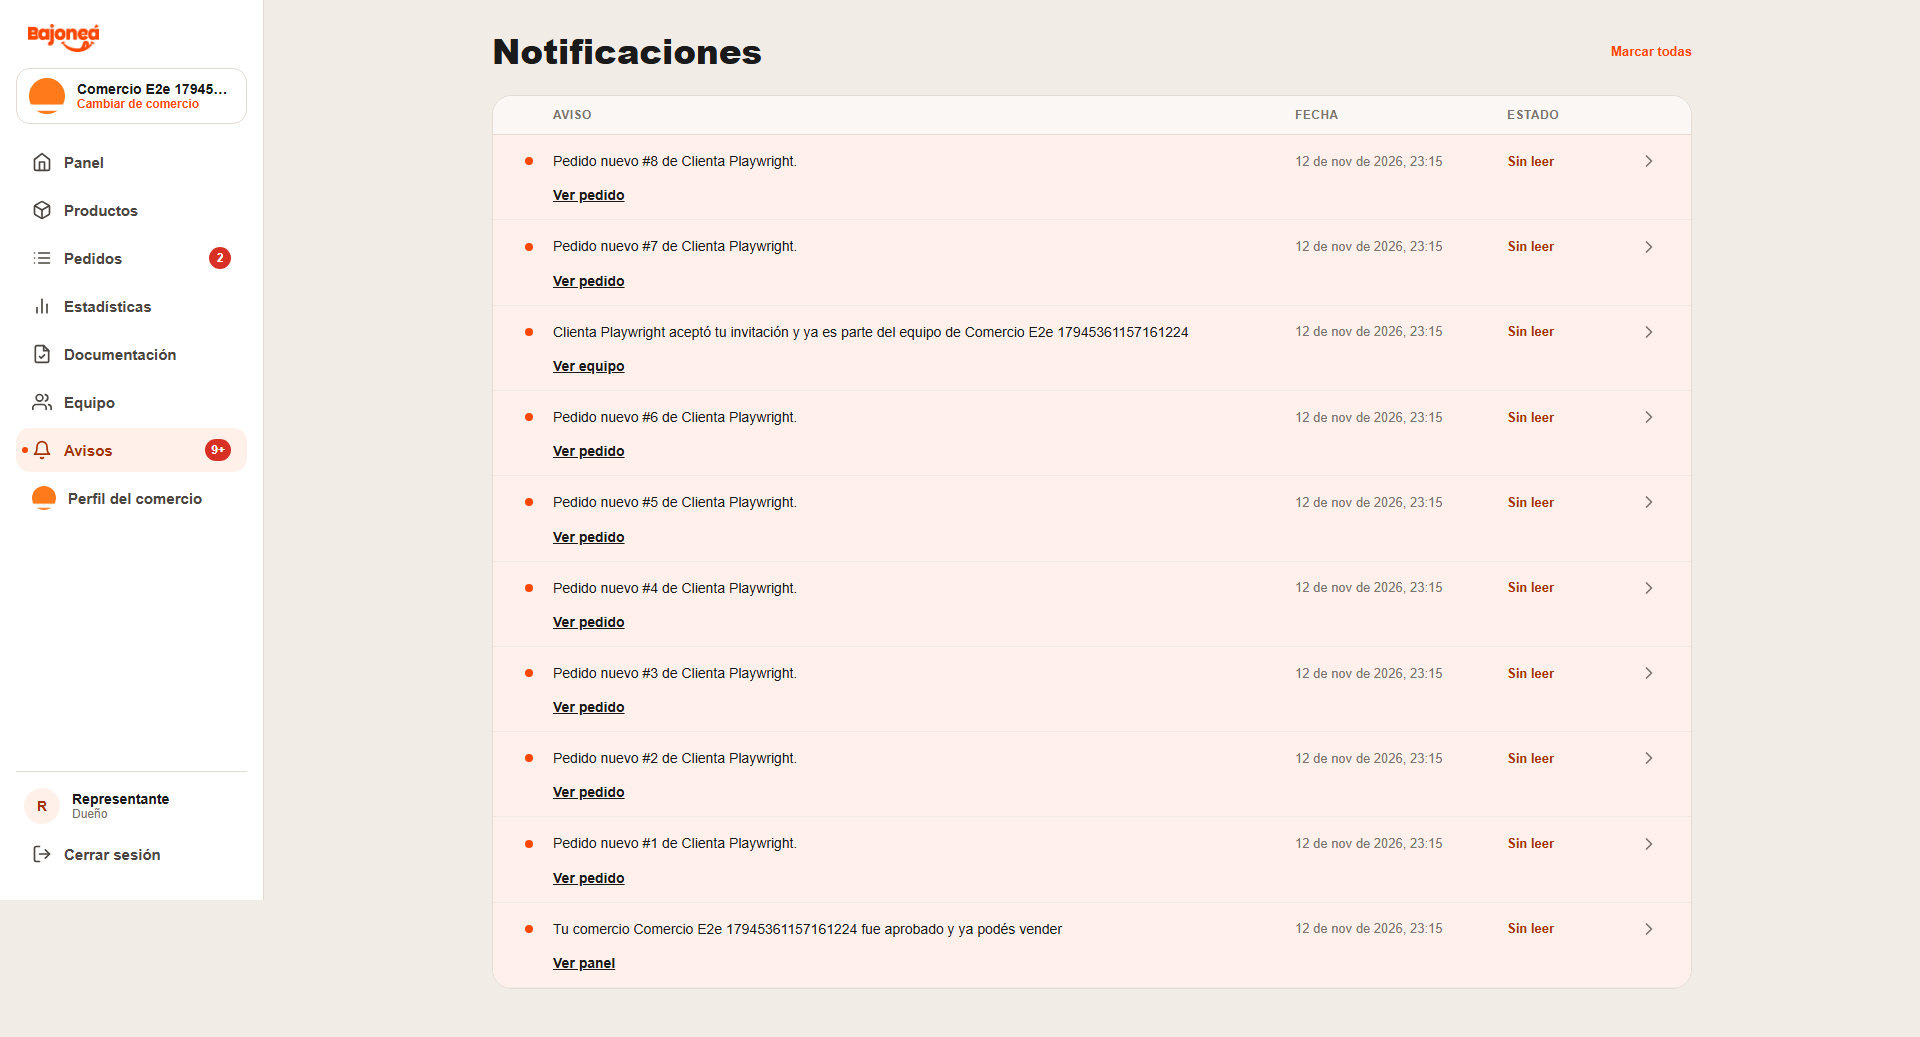 Bajoneá
Comercio E2e 17945...
Cambiar de comercio
Panel
Productos
Pedidos
2
Estadísticas
Documentación
Equipo
Avisos
9+
Perfil del comercio
R
Representante
Dueño
Cerrar sesión
Notificaciones
Marcar todas
AVISO FECHA ESTADO
Pedido nuevo #8 de Clienta Playwright. 12 de nov de 2026, 23:15 Sin leer
Ver pedido
Pedido nuevo #7 de Clienta Playwright. 12 de nov de 2026, 23:15 Sin leer
Ver pedido
Clienta Playwright aceptó tu invitación y ya es parte del equipo de Comercio E2e 17945361157161224 12 de nov de 2026, 23:15 Sin leer
Ver equipo
Pedido nuevo #6 de Clienta Playwright. 12 de nov de 2026, 23:15 Sin leer
Ver pedido
Pedido nuevo #5 de Clienta Playwright. 12 de nov de 2026, 23:15 Sin leer
Ver pedido
Pedido nuevo #4 de Clienta Playwright. 12 de nov de 2026, 23:15 Sin leer
Ver pedido
Pedido nuevo #3 de Clienta Playwright. 12 de nov de 2026, 23:15 Sin leer
Ver pedido
Pedido nuevo #2 de Clienta Playwright. 12 de nov de 2026, 23:15 Sin leer
Ver pedido
Pedido nuevo #1 de Clienta Playwright. 12 de nov de 2026, 23:15 Sin leer
Ver pedido
Tu comercio Comercio E2e 17945361157161224 fue aprobado y ya podés vender 12 de nov de 2026, 23:15 Sin leer
Ver panel